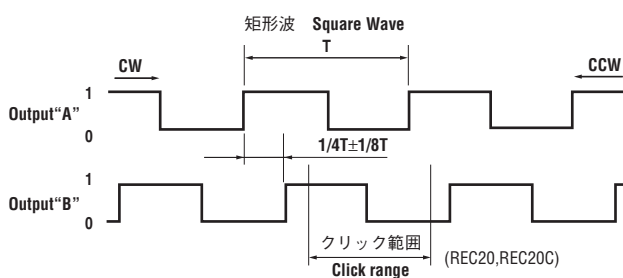 矩形波 Square Wave
T
CW
CCW
1
Output“A”
0
1/4T±1/8T
1
Output“B”
0
クリック範囲
(REC20,REC20C)
Click range